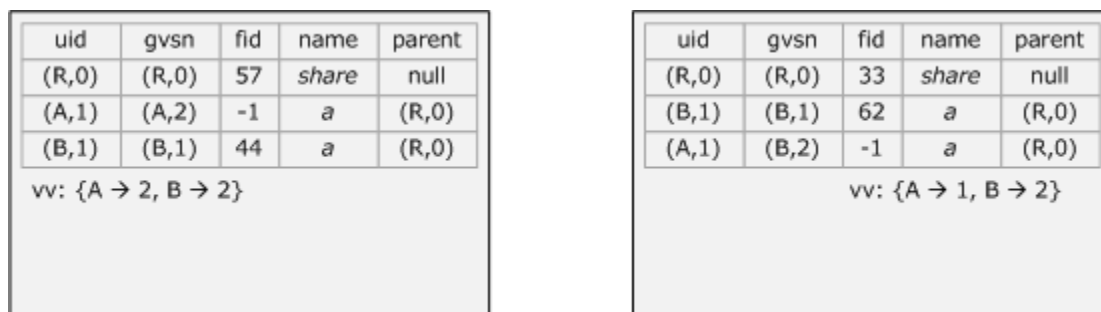 uid gvsn fid name parent
(R,0) (R,0) 57 share null
(A,1) (A,2) -1 a (R,0)
(B,1) (B,1) 44 a (R,0)
vv: {A → 2, B → 2}
uid gvsn fid name parent
(R,0) (R,0) 33 share null
(B,1) (B,1) 62 a (R,0)
(A,1) (B,2) -1 a (R,0)
vv: {A → 1, B → 2}